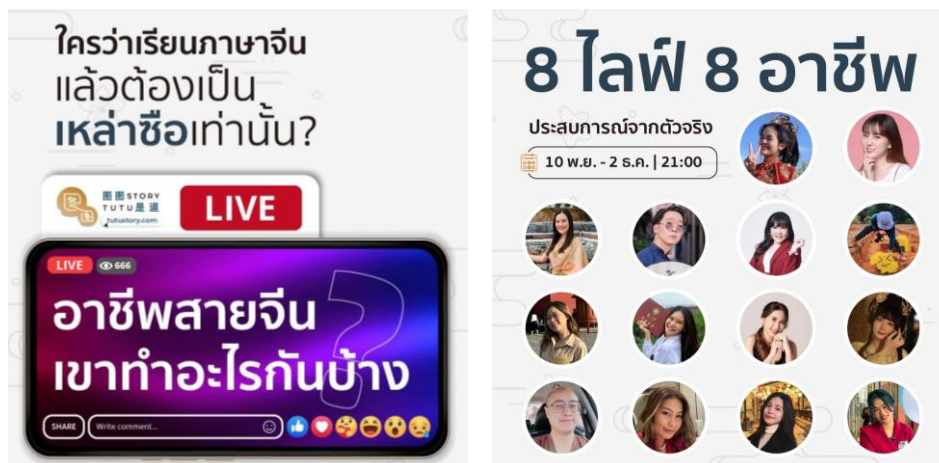 ใครว่าเรียนภาษาจีน
แล้วต้องเป็น
เหล่าซือเท่านั้น?
图图STORY
TUTU是道
tutustory.com
LIVE
LIVE 666
อาชีพสายจีน
เขาทำอะไรกันบ้าง
?
SHARE Write comment...
8 ไลฟ์ 8 อาชีพ
ประสบการณ์จากตัวจริง
10 พ.ย. - 2 ธ.ค. | 21:00